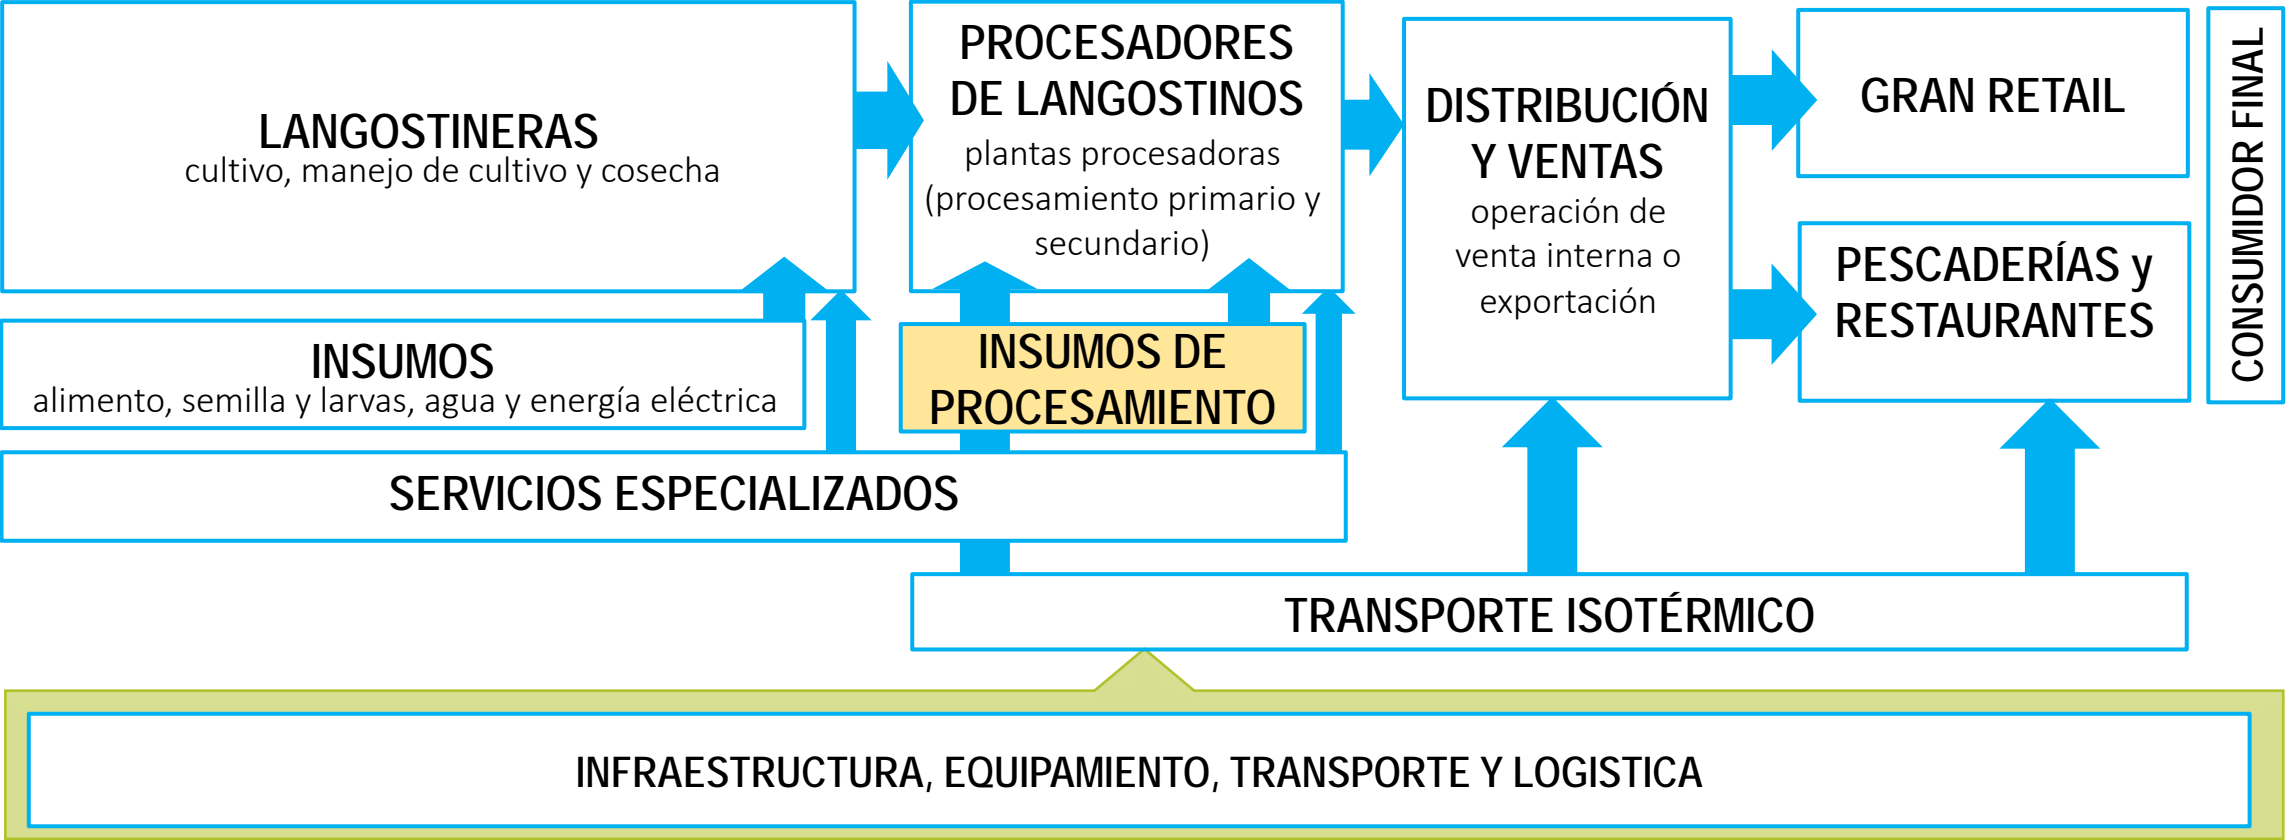 LANGOSTINERAS
cultivo, manejo de cultivo y cosecha
PROCESADORES
DE LANGOSTINOS
plantas procesadoras
(procesamiento primario y
secundario)
DISTRIBUCIÓN
Y VENTAS
operación de
venta interna o
exportación
GRAN RETAIL
PESCADERÍAS y
RESTAURANTES
CONSUMIDOR FINAL
INSUMOS
alimento, semilla y larvas, agua y energía eléctrica
INSUMOS DE
PROCESAMIENTO
SERVICIOS ESPECIALIZADOS
TRANSPORTE ISOTÉRMICO
INFRAESTRUCTURA, EQUIPAMIENTO, TRANSPORTE Y LOGISTICA